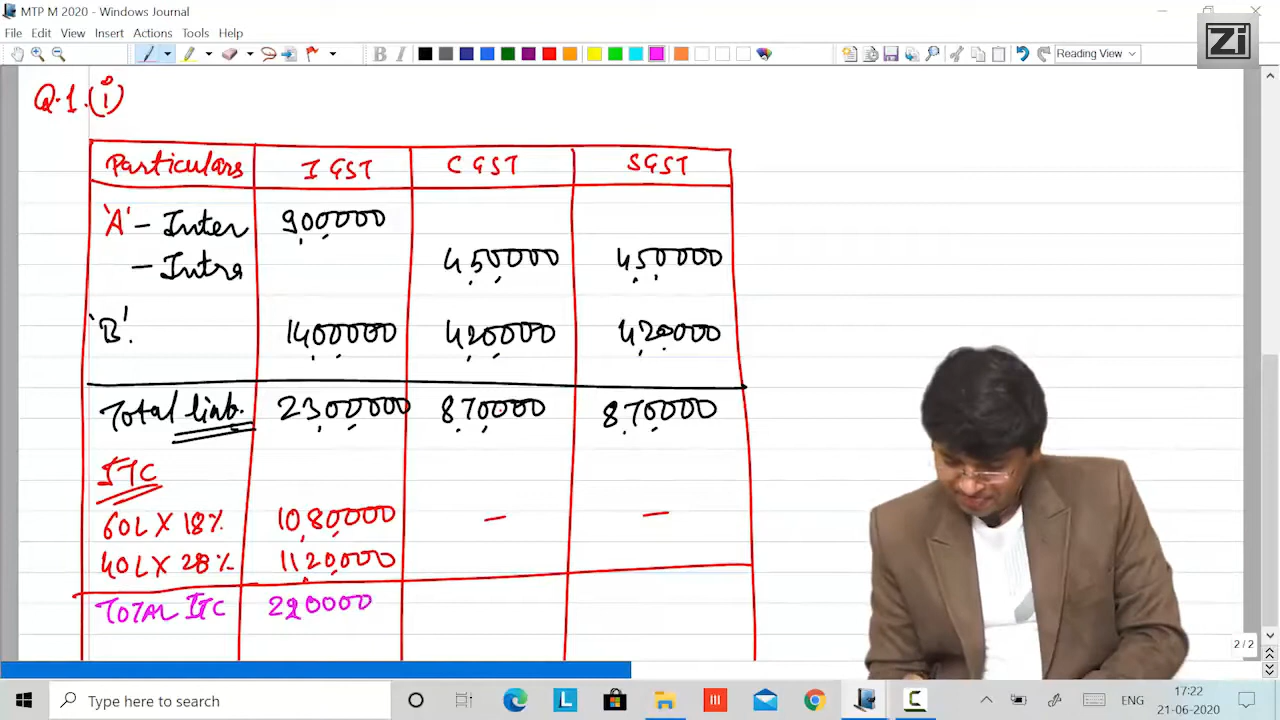 MTP M 2020 - Windows Journal
File Edit View Insert Actions Tools Help
B I Reading View
Zi
Q.1.(i)
Particulars IGST CGST SGST
'A' - Inter 900000
- Intra 450000 450000
'B'. 1400000 420000 420000
Total liab. 2300000 870000 870000
ITC
60L X 18% 1080000 - -
40L X 28% 1120000
TOTAL ITC 220000
2/2
Type here to search
ENG
17:22
21-06-2020